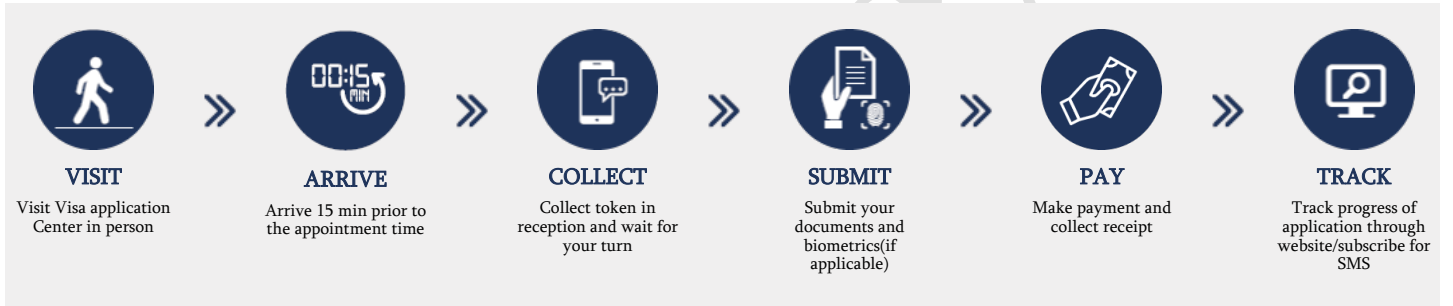 00:15
MIN
VISIT
Visit Visa application
Center in person
ARRIVE
Arrive 15 min prior to
the appointment time
COLLECT
Collect token in
reception and wait for
your turn
SUBMIT
Submit your
documents and
biometrics(if
applicable)
PAY
Make payment and
collect receipt
TRACK
Track progress of
application through
website/subscribe for
SMS